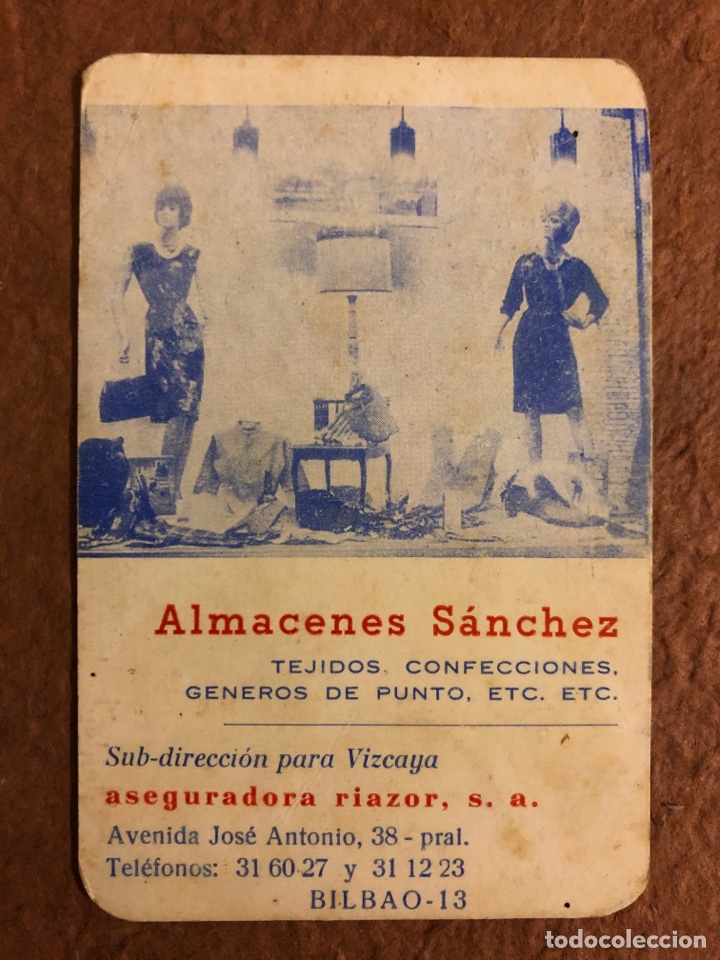 Almacenes Sánchez
TEJIDOS, CONFECCIONES,
GENEROS DE PUNTO, ETC. ETC.
Sub-dirección para Vizcaya
aseguradora riazor, s. a.
Avenida José Antonio, 38 - pral.
Teléfonos: 31 60 27 y 31 12 23
BILBAO-13
todocoleccion